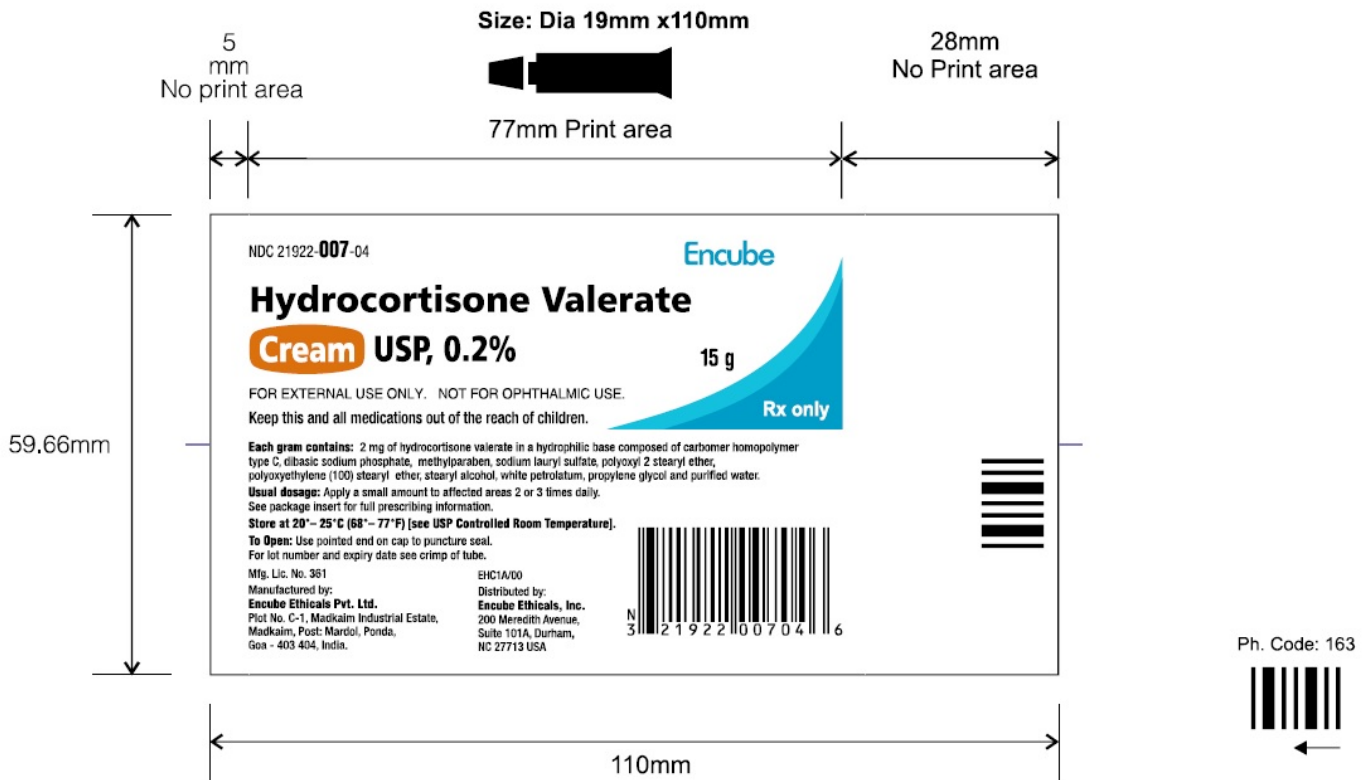 Size: Dia 19mm x110mm
5
mm
No print area
28mm
No Print area
77mm Print area
59.66mm
NDC 21922-007-04
Encube
Hydrocortisone Valerate
Cream USP, 0.2%
15 g
FOR EXTERNAL USE ONLY. NOT FOR OPHTHALMIC USE.
Keep this and all medications out of the reach of children.
Rx only
Each gram contains: 2 mg of hydrocortisone valerate in a hydrophilic base composed of carbomer homopolymer
type C, dibasic sodium phosphate, methylparaben, sodium lauryl sulfate, polyoxyl 2 stearyl ether,
polyoxyethylene (100) stearyl ether, stearyl alcohol, white petrolatum, propylene glycol and purified water.
Usual dosage: Apply a small amount to affected areas 2 or 3 times daily.
See package insert for full prescribing information.
Store at 20°– 25°C (68°– 77°F) [see USP Controlled Room Temperature].
To Open: Use pointed end on cap to puncture seal.
For lot number and expiry date see crimp of tube.
Mfg. Lic. No. 361
Manufactured by:
Encube Ethicals Pvt. Ltd.
Plot No. C-1, Madkaim Industrial Estate,
Madkaim, Post: Mardol, Ponda,
Goa - 403 404, India.
EHC1A/00
Distributed by:
Encube Ethicals, Inc.
200 Meredith Avenue,
Suite 101A, Durham,
NC 27713 USA
N
3 21922 00704 6
Ph. Code: 163
110mm